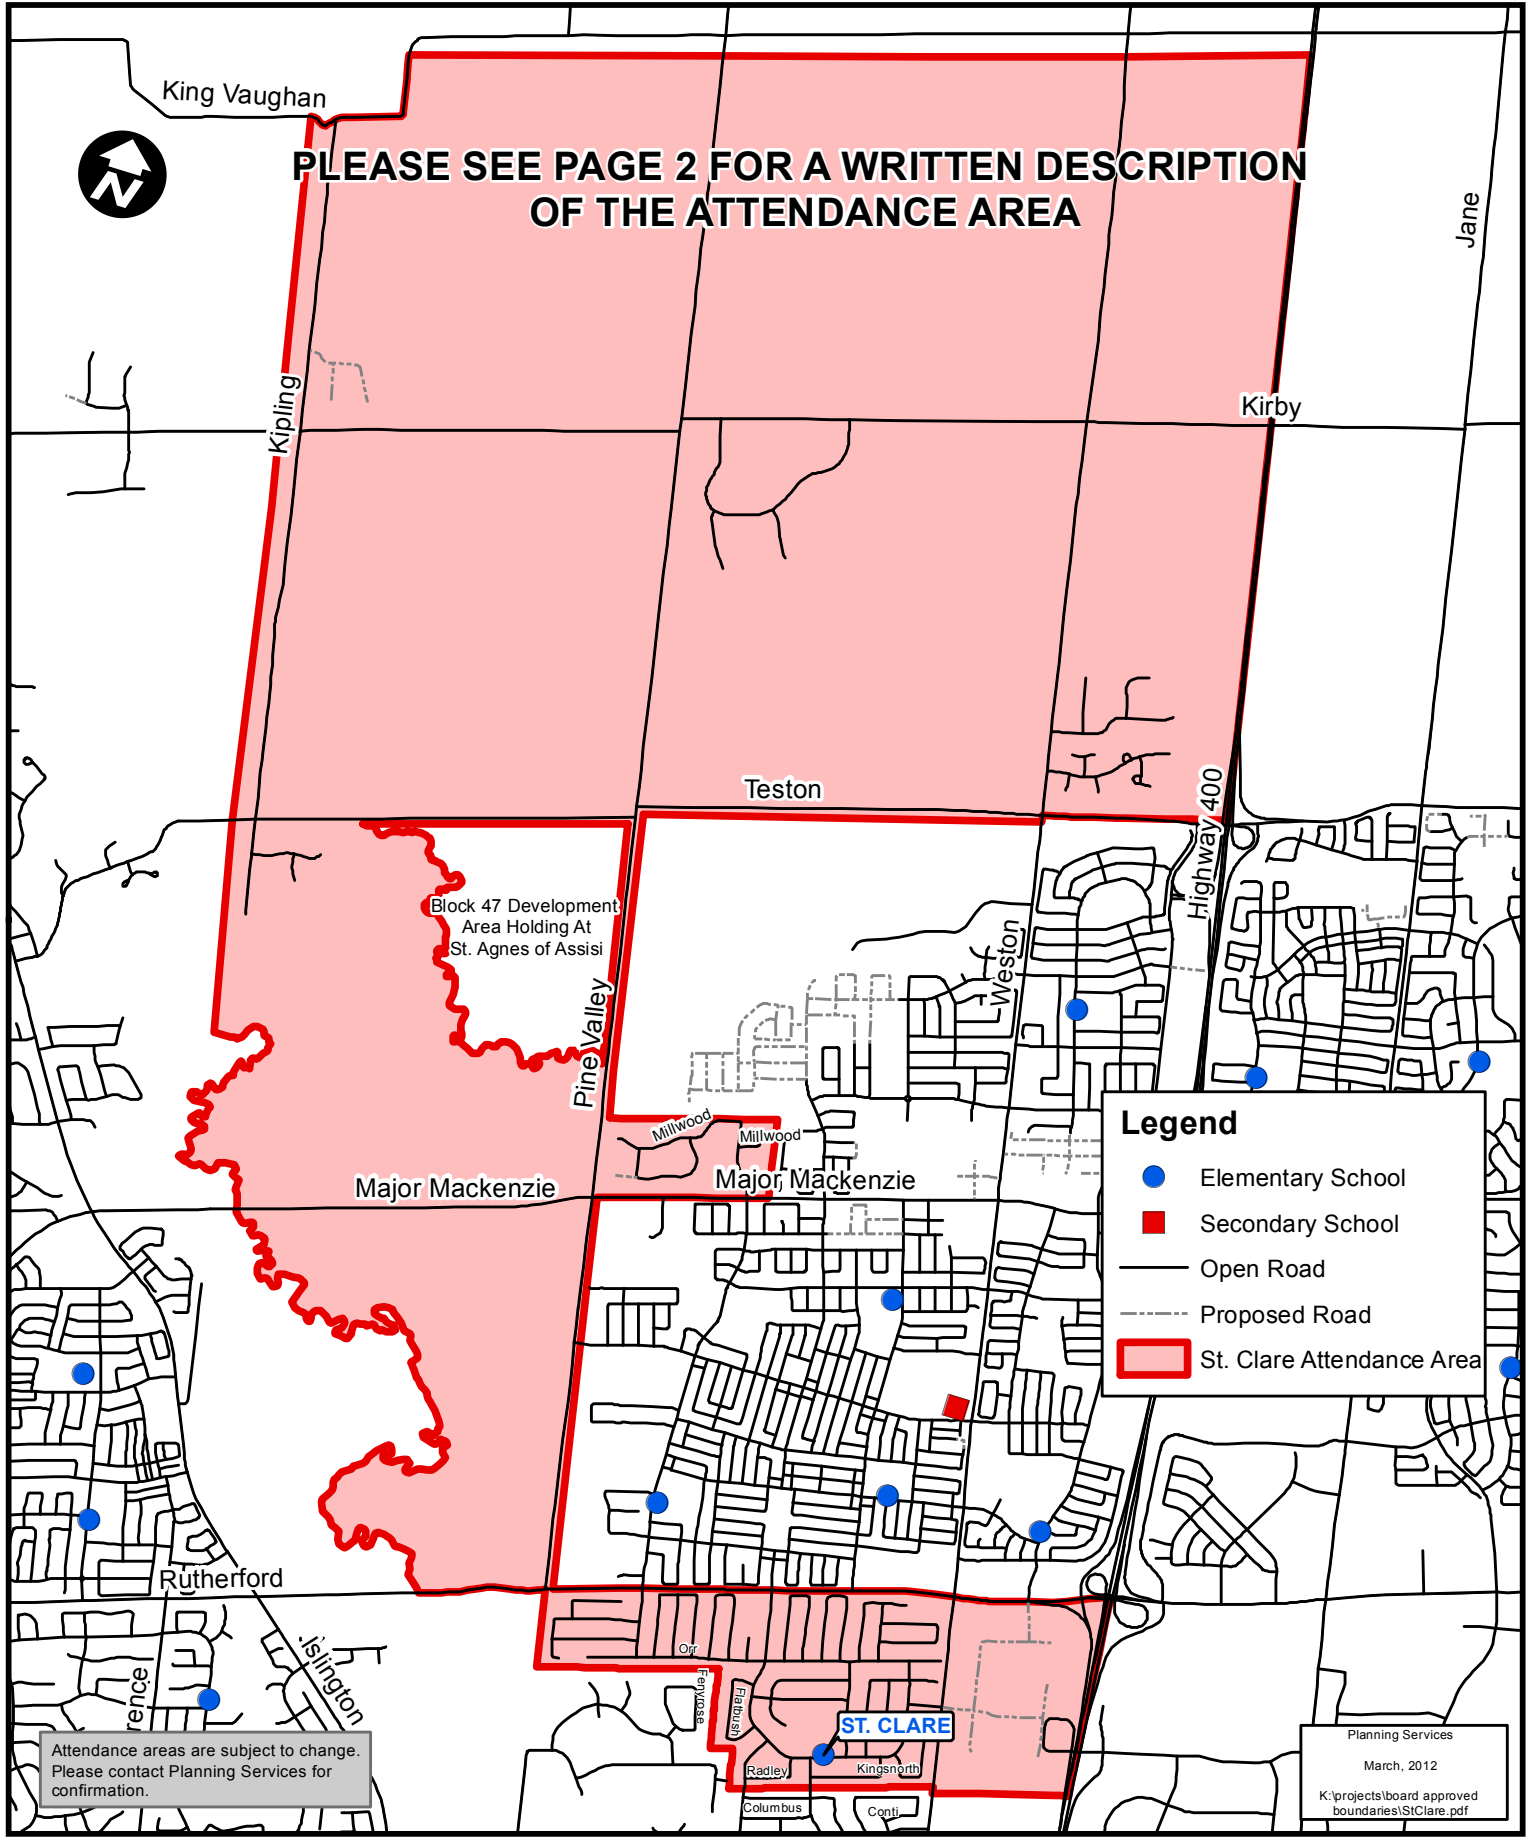 King Vaughan
N
PLEASE SEE PAGE 2 FOR A WRITTEN DESCRIPTION
OF THE ATTENDANCE AREA
Jane
Kipling
Kirby
Teston
Highway 400
Block 47 Development
Area Holding At
St. Agnes of Assisi
Weston
Pine Valley
Millwood
Millwood
Major Mackenzie
Major Mackenzie
Legend
Elementary School
Secondary School
Open Road
Proposed Road
St. Clare Attendance Area
Rutherford
Islington
rence
Orr
Fenyrose
Flatbush
ST. CLARE
Radley
Kingsnorth
Columbus
Conti
Attendance areas are subject to change.
Please contact Planning Services for
confirmation.
Planning Services
March, 2012
K:\projects\board approved
boundaries\StClare.pdf